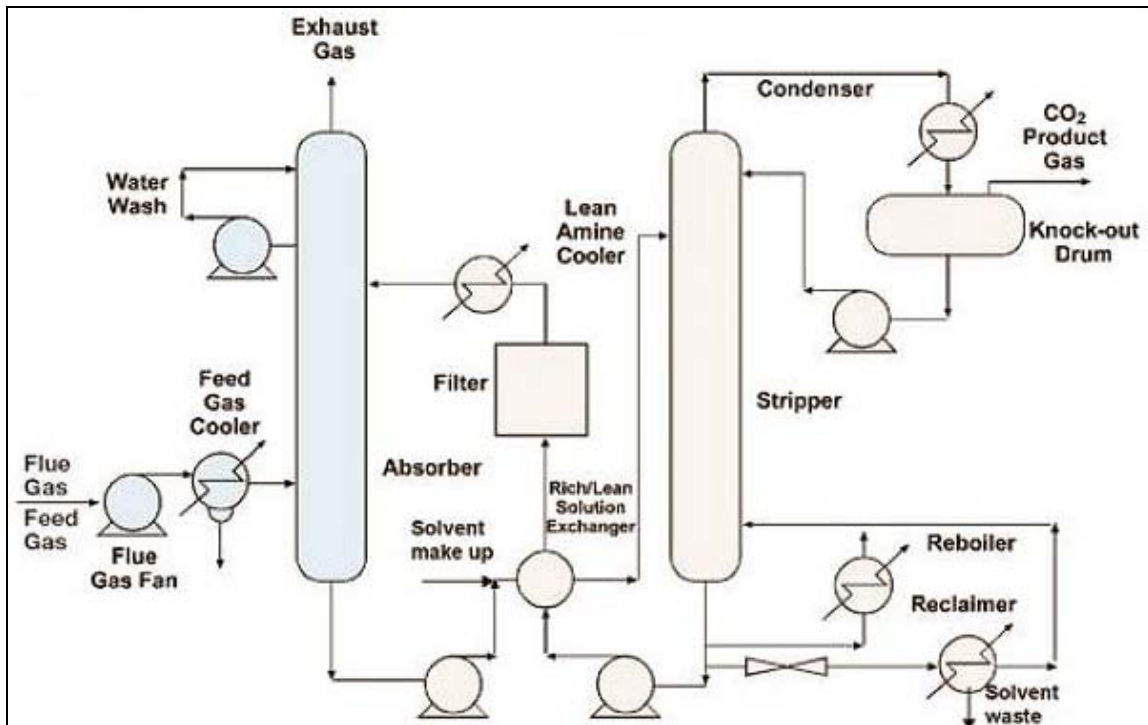 Exhaust
Gas
Condenser
CO₂
Product
Gas
Water
Wash
Lean
Amine
Cooler
Knock-out
Drum
Feed
Gas
Cooler
Filter
Stripper
Absorber
Flue
Gas
Feed
Gas
Rich/Lean
Solution
Exchanger
Solvent
make up
Flue
Gas Fan
Reboiler
Reclaimer
Solvent
waste